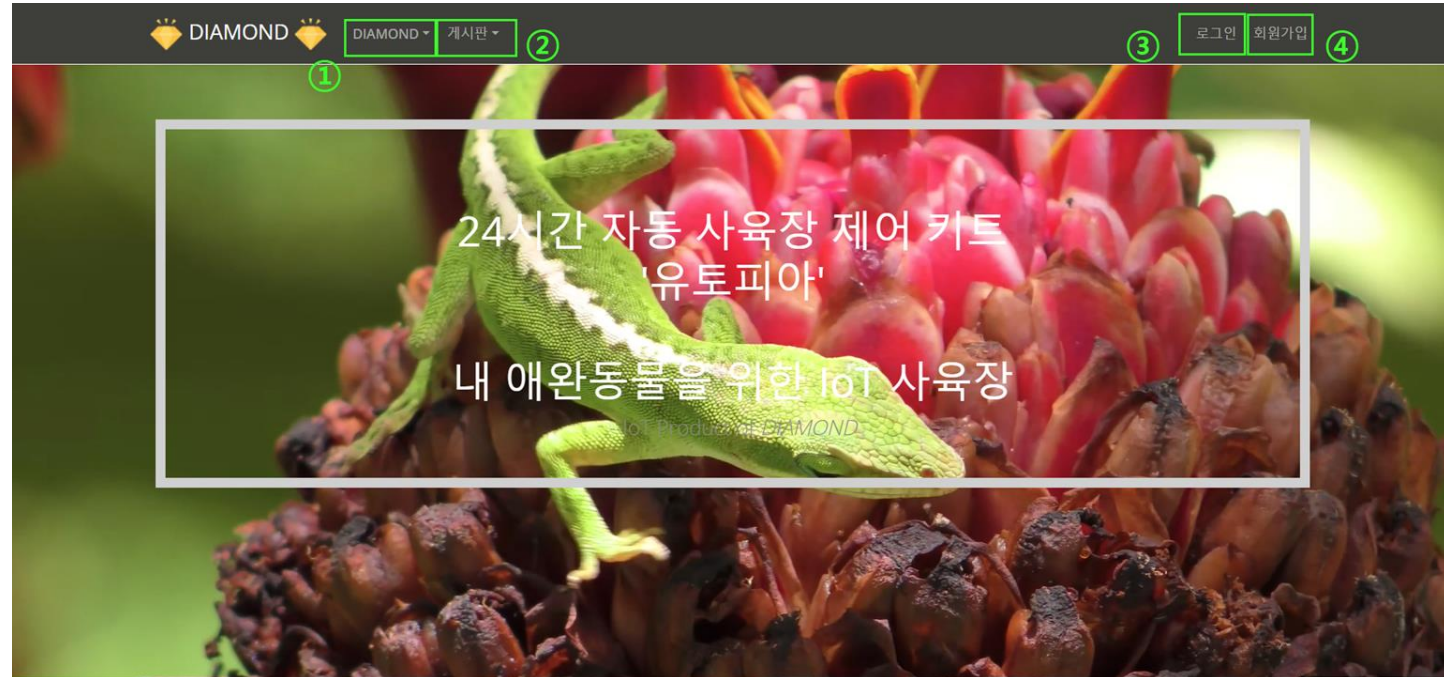 DIAMOND
DIAMOND
게시판
②
③
로그인
회원가입
④
①
24시간 자동 사육장 제어 키트
'유토피아'
내 애완동물을 위한 IoT 사육장
IoT Product of DIAMOND